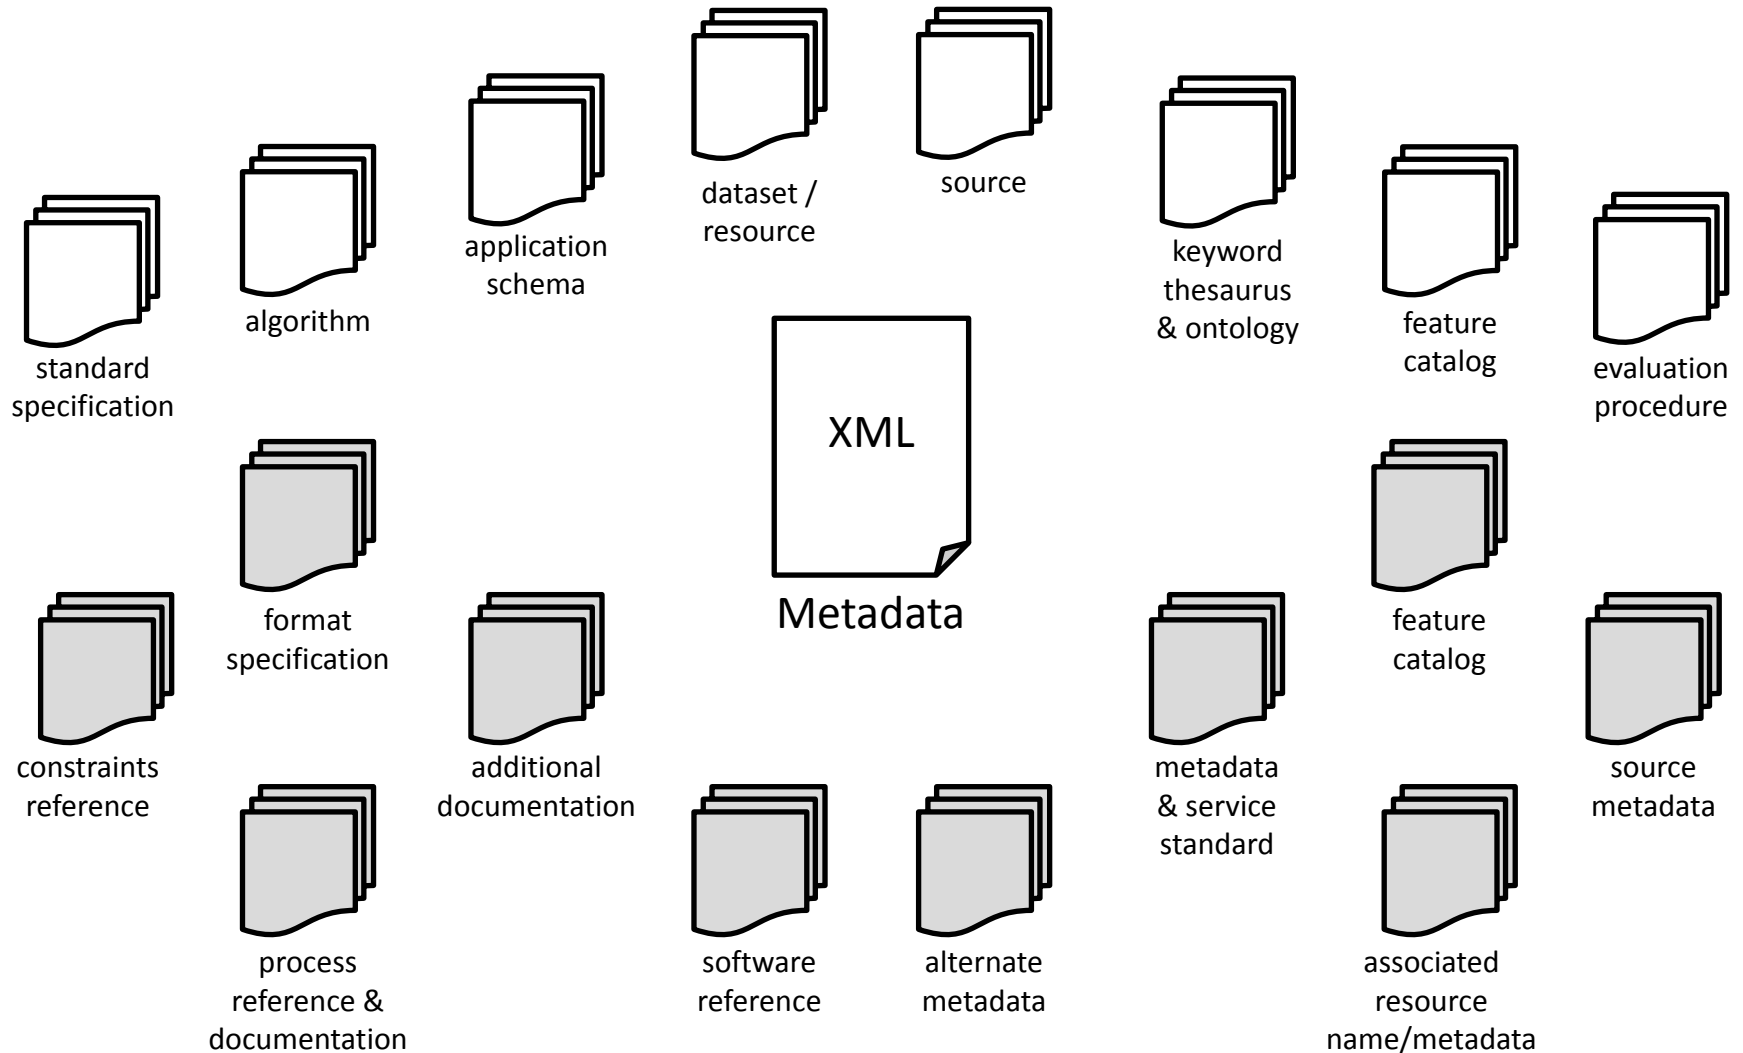 dataset /
resource
source
application
schema
keyword
thesaurus
& ontology
algorithm
feature
catalog
standard
specification
evaluation
procedure
XML
Metadata
format
specification
feature
catalog
constraints
reference
additional
documentation
metadata
& service
standard
source
metadata
process
reference &
documentation
software
reference
alternate
metadata
associated
resource
name/metadata